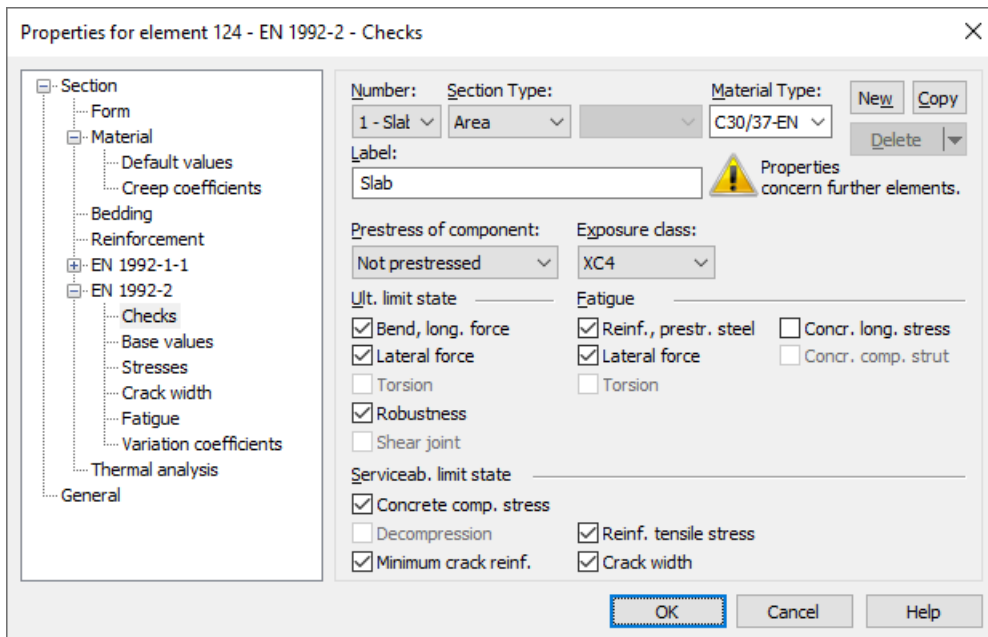 Properties for element 124 - EN 1992-2 - Checks
Section
Form
Material
Default values
Creep coefficients
Bedding
Reinforcement
EN 1992-1-1
EN 1992-2
Checks
Base values
Stresses
Crack width
Fatigue
Variation coefficients
Thermal analysis
General
Number: Section Type: Material Type:
1 - Slab Area C30/37-EN
New Copy
Delete
Label:
Slab
Properties
concern further elements.
Prestress of component: Exposure class:
Not prestressed XC4
Ult. limit state Fatigue
Bend, long. force Reinf., prestr. steel Concr. long. stress
Lateral force Lateral force Concr. comp. strut
Torsion Torsion
Robustness
Shear joint
Serviceab. limit state
Concrete comp. stress
Decompression Reinf. tensile stress
Minimum crack reinf. Crack width
OK Cancel Help